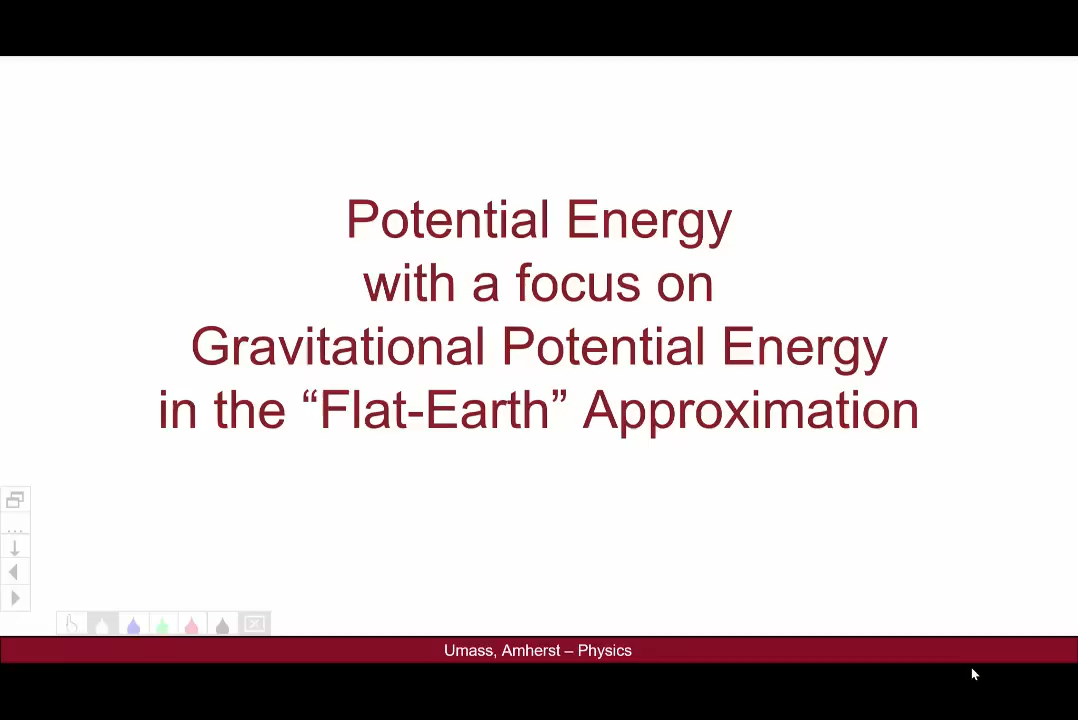 Potential Energy
with a focus on
Gravitational Potential Energy
in the “Flat-Earth” Approximation
...
Umass, Amherst – Physics